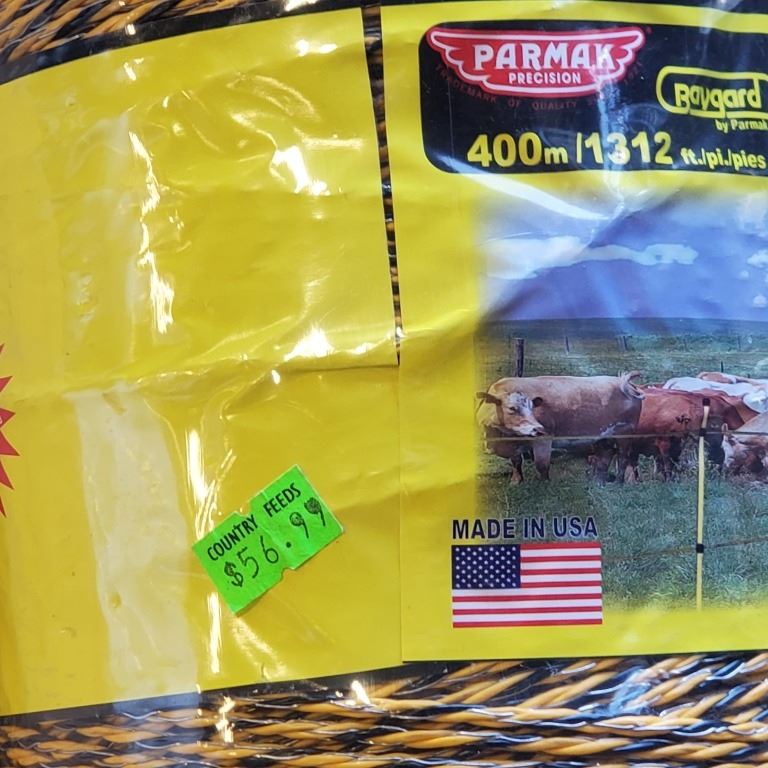 PARMAK
PRECISION
TRADEMARK OF QUALITY
Baygard
by Parmak
400m / 1312 ft./pi./pies
COUNTRY FEEDS
$56.99
MADE IN USA